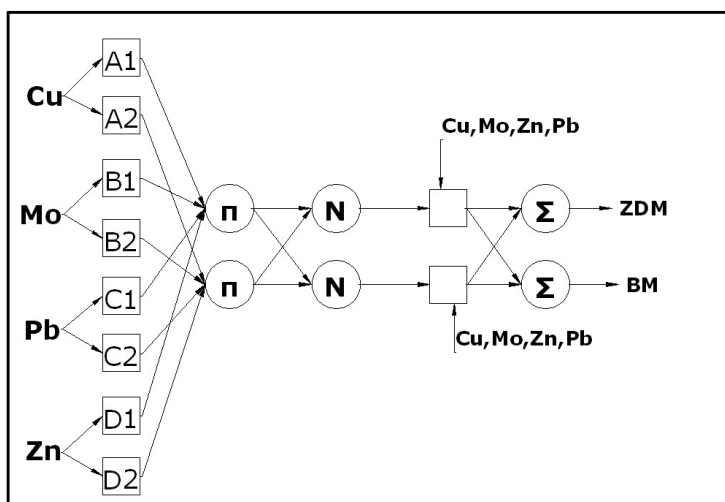 Cu
A1
A2
Mo
B1
B2
Pb
C1
C2
Zn
D1
D2
π
π
N
N
Cu,Mo,Zn,Pb
Cu,Mo,Zn,Pb
Σ
Σ
ZDM
BM